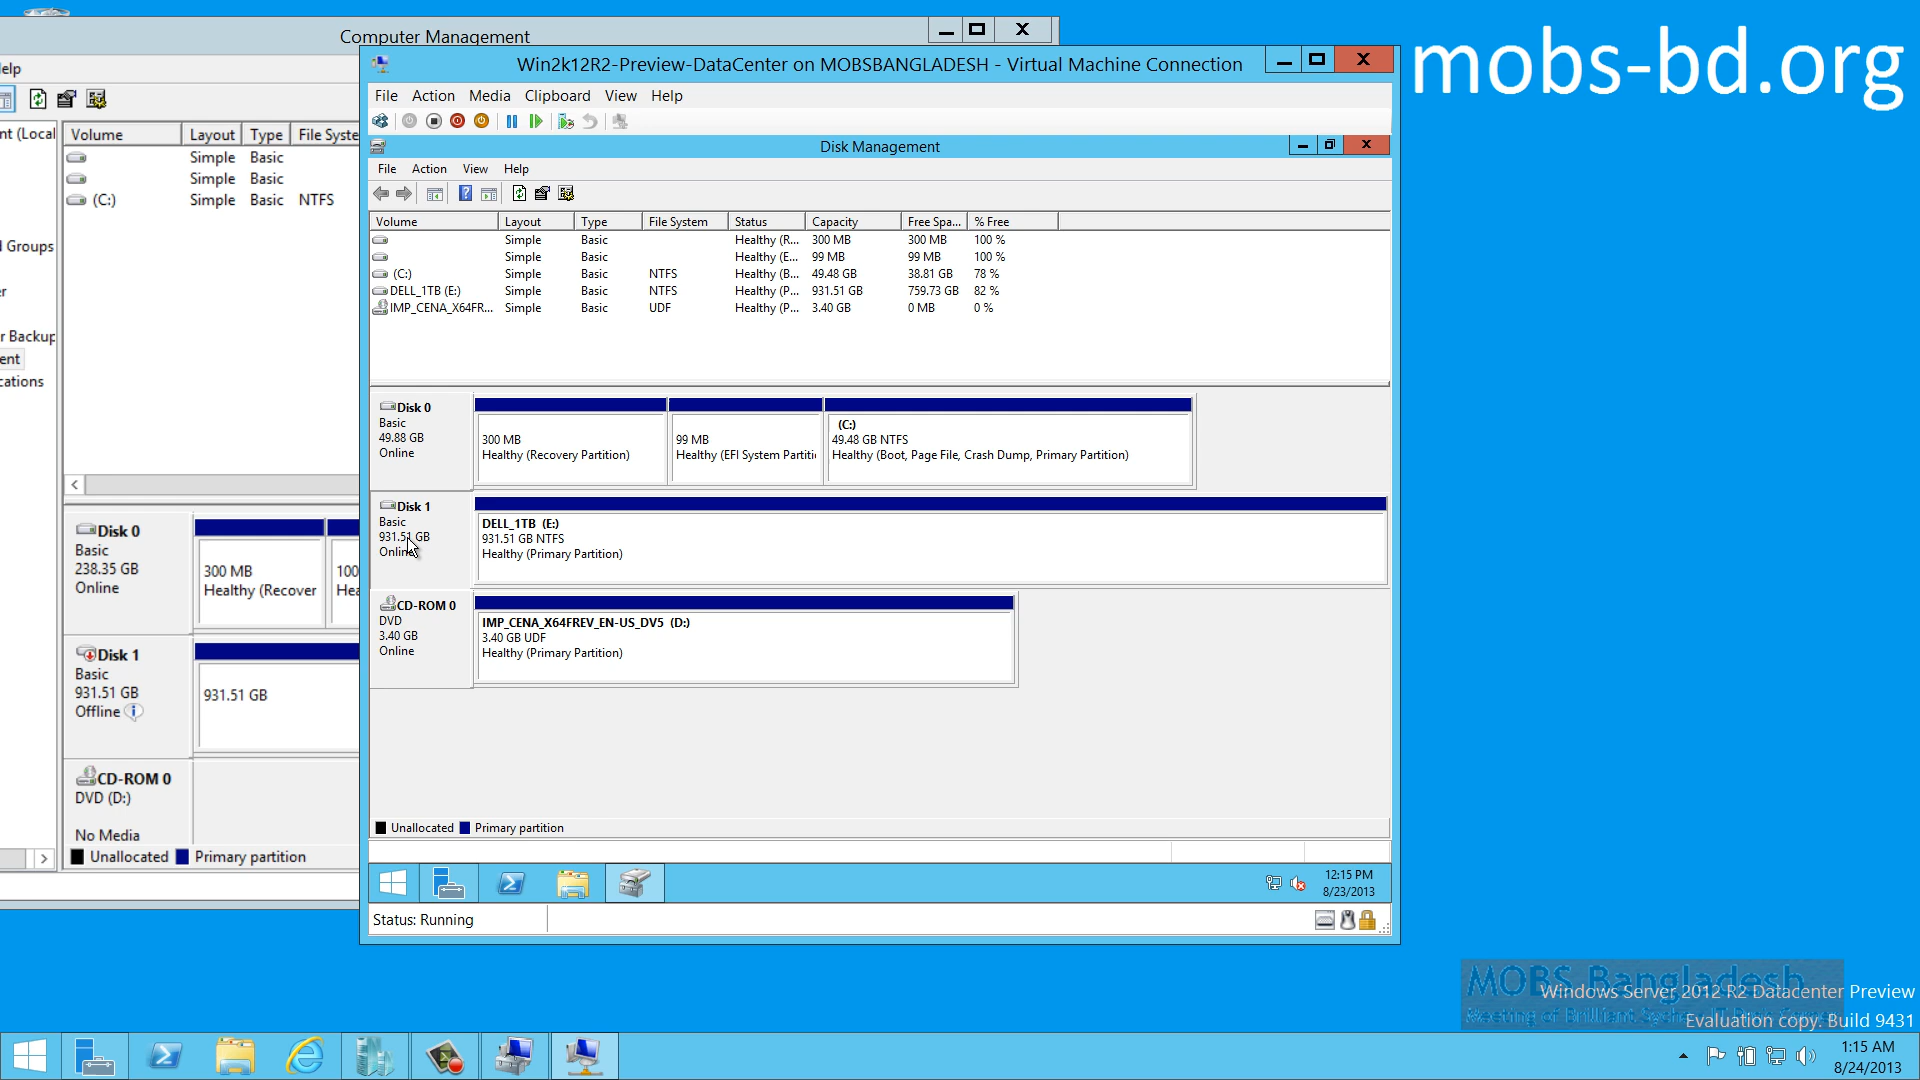 mobs-bd.org
Computer Management
elp
nt (Local
l Groups
r
r Backup
ent
cations
Volume Layout Type File Syste
Simple Basic
Simple Basic
(C:) Simple Basic NTFS
Disk 0
Basic
238.35 GB
Online
300 MB
Healthy (Recover
100
Hea
Disk 1
Basic
931.51 GB
Offline
931.51 GB
CD-ROM 0
DVD (D:)
No Media
Unallocated Primary partition
Win2k12R2-Preview-DataCenter on MOBSBANGLADESH - Virtual Machine Connection
File Action Media Clipboard View Help
Disk Management
File Action View Help
Volume Layout Type File System Status Capacity Free Spa... % Free
Simple Basic Healthy (R... 300 MB 300 MB 100 %
Simple Basic Healthy (E... 99 MB 99 MB 100 %
(C:) Simple Basic NTFS Healthy (B... 49.48 GB 38.81 GB 78 %
DELL_1TB (E:) Simple Basic NTFS Healthy (P... 931.51 GB 759.73 GB 82 %
IMP_CENA_X64FR... Simple Basic UDF Healthy (P... 3.40 GB 0 MB 0 %
Disk 0
Basic
49.88 GB
Online
300 MB
Healthy (Recovery Partition)
99 MB
Healthy (EFI System Partiti
(C:)
49.48 GB NTFS
Healthy (Boot, Page File, Crash Dump, Primary Partition)
Disk 1
Basic
931.51 GB
Online
DELL_1TB (E:)
931.51 GB NTFS
Healthy (Primary Partition)
CD-ROM 0
DVD
3.40 GB
Online
IMP_CENA_X64FREV_EN-US_DV5 (D:)
3.40 GB UDF
Healthy (Primary Partition)
Unallocated Primary partition
12:15 PM
8/23/2013
Status: Running
MOBS Bangladesh
Windows Server 2012 R2 Datacenter Preview
Meeting of Brilliant
Evaluation copy. Build 9431
1:15 AM
8/24/2013